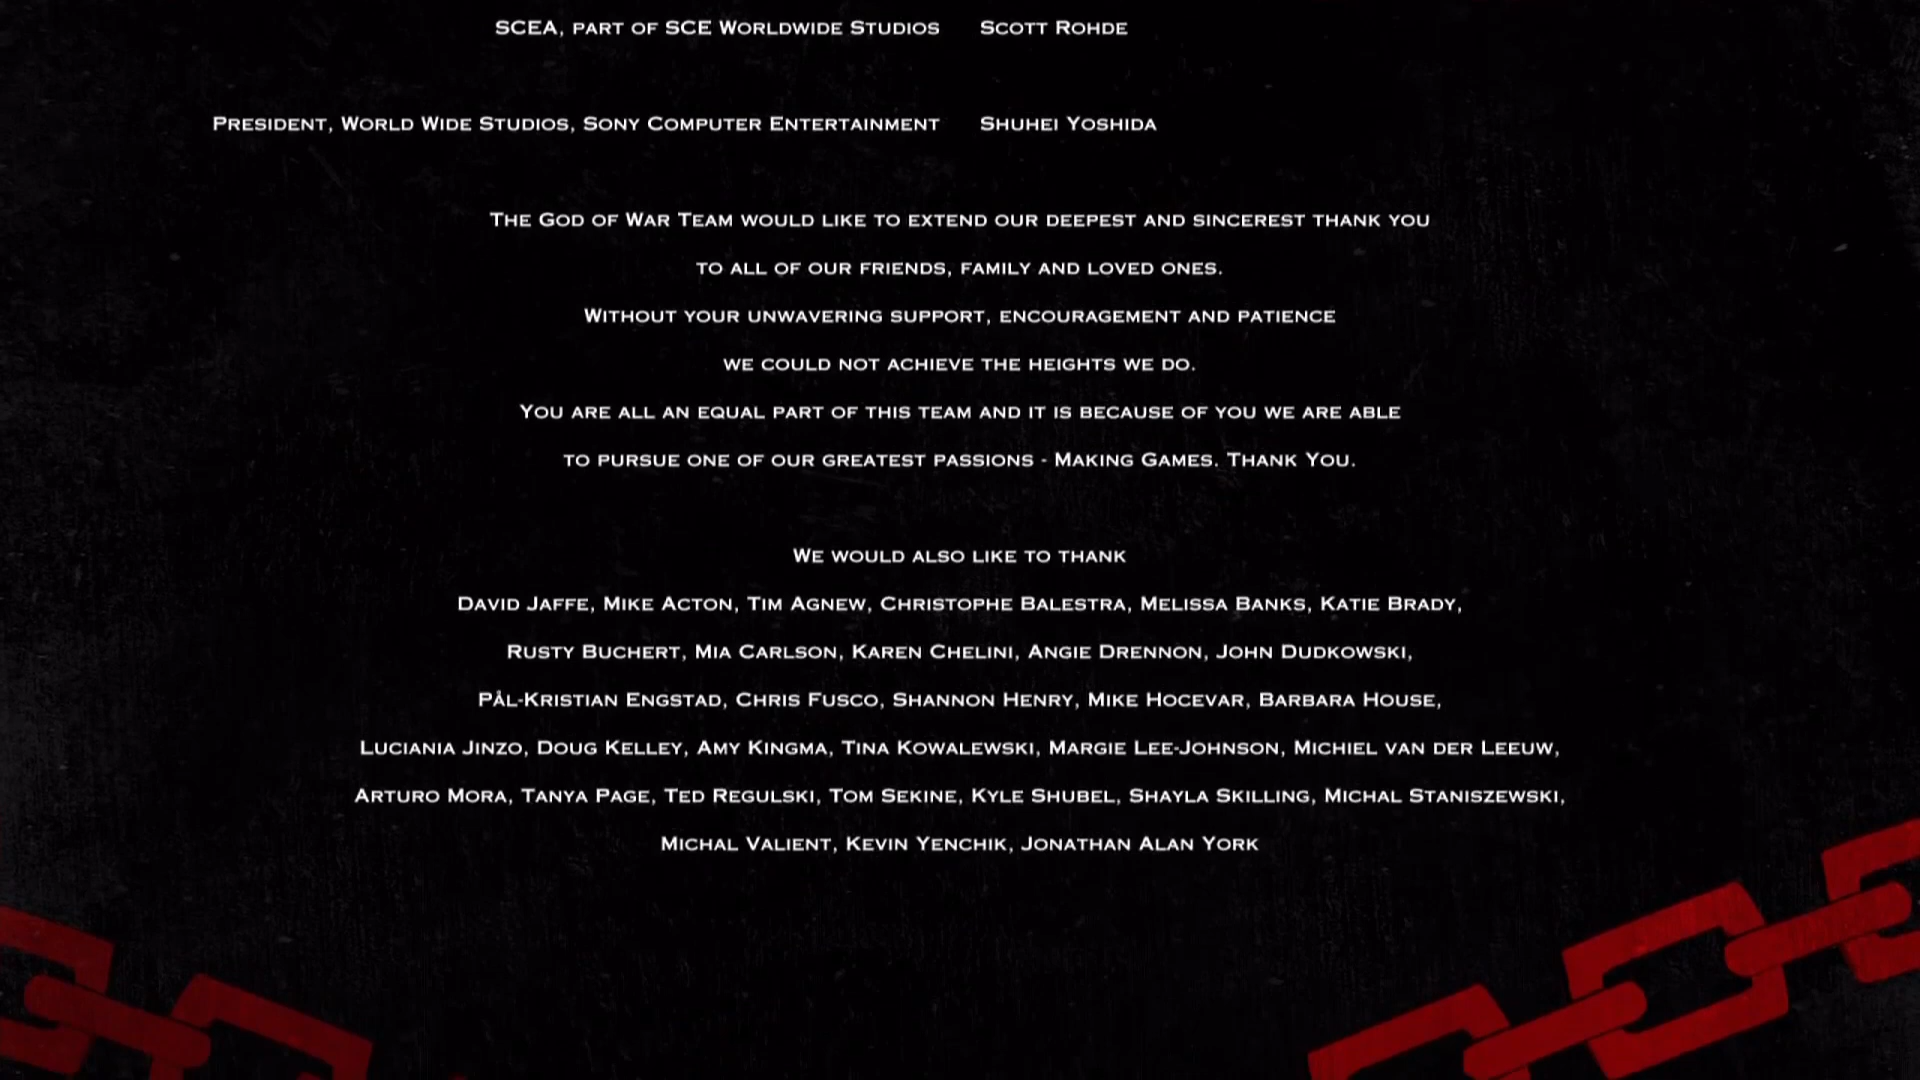 SCEA, part of SCE Worldwide Studios Scott Rohde
President, World Wide Studios, Sony Computer Entertainment Shuhei Yoshida
The God of War Team would like to extend our deepest and sincerest thank you
to all of our friends, family and loved ones.
Without your unwavering support, encouragement and patience
we could not achieve the heights we do.
You are all an equal part of this team and it is because of you we are able
to pursue one of our greatest passions - Making Games. Thank You.
We would also like to thank
David Jaffe, Mike Acton, Tim Agnew, Christophe Balestra, Melissa Banks, Katie Brady,
Rusty Buchert, Mia Carlson, Karen Chelini, Angie Drennon, John Dudkowski,
Pål-Kristian Engstad, Chris Fusco, Shannon Henry, Mike Hocevar, Barbara House,
Luciania Jinzo, Doug Kelley, Amy Kingma, Tina Kowalewski, Margie Lee-Johnson, Michiel van der Leeuw,
Arturo Mora, Tanya Page, Ted Regulski, Tom Sekine, Kyle Shubel, Shayla Skilling, Michal Staniszewski,
Michal Valient, Kevin Yenchik, Jonathan Alan York